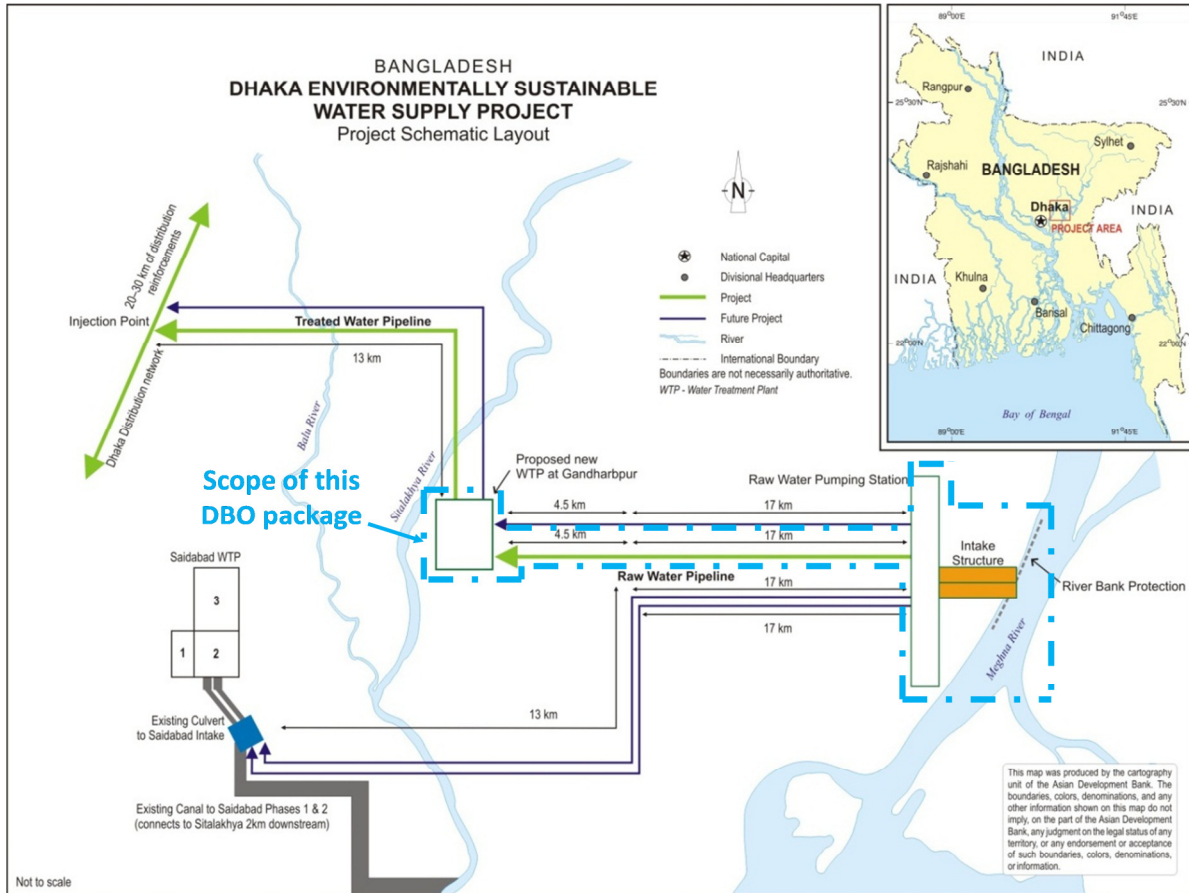 BANGLADESH
DHAKA ENVIRONMENTALLY SUSTAINABLE
WATER SUPPLY PROJECT
Project Schematic Layout
N
National Capital
Divisional Headquarters
Project
Future Project
River
International Boundary
Boundaries are not necessarily authoritative.
WTP - Water Treatment Plant
89°00'E
91°45'E
INDIA
Rangpur
25°30'N
25°30'N
Sylhet
Rajshahi
BANGLADESH
Dhaka
PROJECT AREA
INDIA
INDIA
Khulna
Barisal
Chittagong
22°00'N
22°00'N
Bay of Bengal
89°00'E
91°45'E
20–30 km of distribution
reinforcements
Injection Point
Dhaka Distribution network
Treated Water Pipeline
13 km
Balu River
Sitalakhya River
Proposed new
WTP at Gandharbpur
Scope of this
DBO package
Raw Water Pumping Station
4.5 km
17 km
4.5 km
17 km
Raw Water Pipeline
17 km
17 km
Intake
Structure
River Bank Protection
Meghna River
Saidabad WTP
3
1
2
Existing Culvert
to Saidabad Intake
13 km
Existing Canal to Saidabad Phases 1 & 2
(connects to Sitalakhya 2km downstream)
Not to scale
This map was produced by the cartography
unit of the Asian Development Bank. The
boundaries, colors, denominations, and any
other information shown on this map do not
imply, on the part of the Asian Development
Bank, any judgment on the legal status of any
territory, or any endorsement or acceptance
of such boundaries, colors, denominations,
or information.